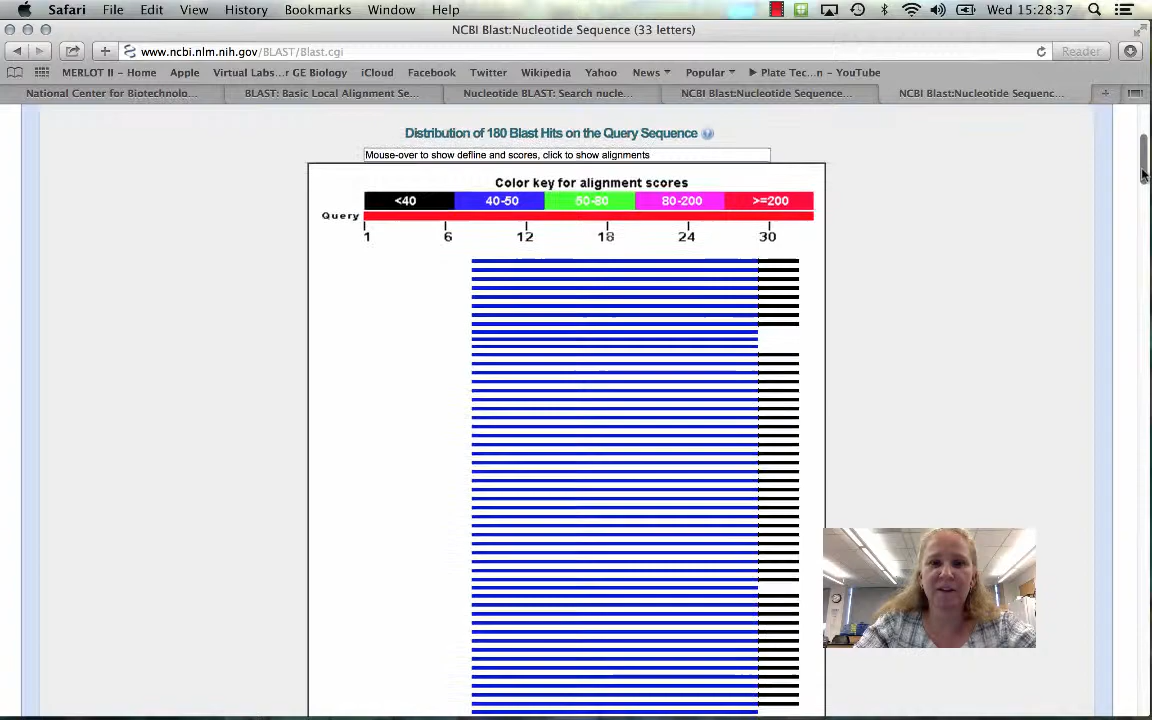 Safari File Edit View History Bookmarks Window Help Wed 15:28:37
NCBI Blast:Nucleotide Sequence (33 letters)
www.ncbi.nlm.nih.gov/BLAST/Blast.cgi Reader
MERLOT II - Home Apple Virtual Labs...r GE Biology iCloud Facebook Twitter Wikipedia Yahoo News Popular Plate Tec...n - YouTube
National Center for Biotechnolo... BLAST: Basic Local Alignment Se... Nucleotide BLAST: Search nucle... NCBI Blast:Nucleotide Sequence... NCBI Blast:Nucleotide Sequenc...
Distribution of 180 Blast Hits on the Query Sequence
Mouse-over to show defline and scores, click to show alignments
Color key for alignment scores
<40 40-50 50-80 80-200 >=200
Query
1 6 12 18 24 30